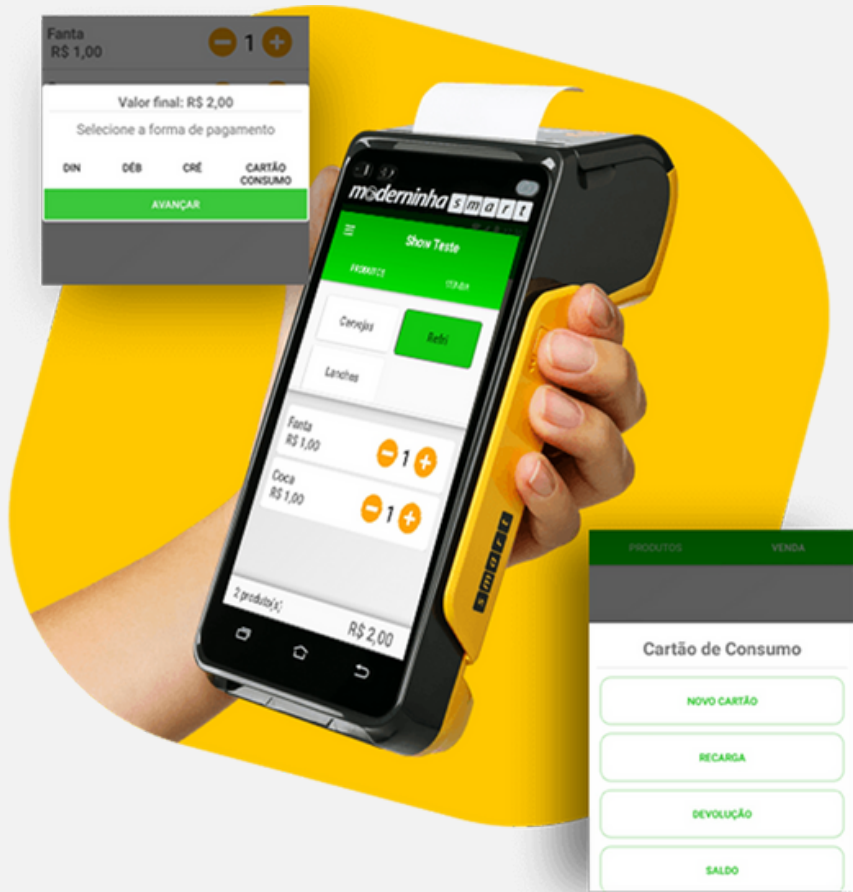 Fanta
R$ 1,00
1
Valor final: R$ 2,00
Selecione a forma de pagamento
DIN DÉB CRÉ CARTÃO
CONSUMO
AVANÇAR
moderninha smart
Show Teste
PRODUTOS VENDA
Cervejas Refri
Lanches
Fanta
R$ 1,00
1
Coca
R$ 1,00
1
2 produto(s)
R$ 2,00
smart
PRODUTOS VENDA
Cartão de Consumo
NOVO CARTÃO
RECARGA
DEVOLUÇÃO
SALDO